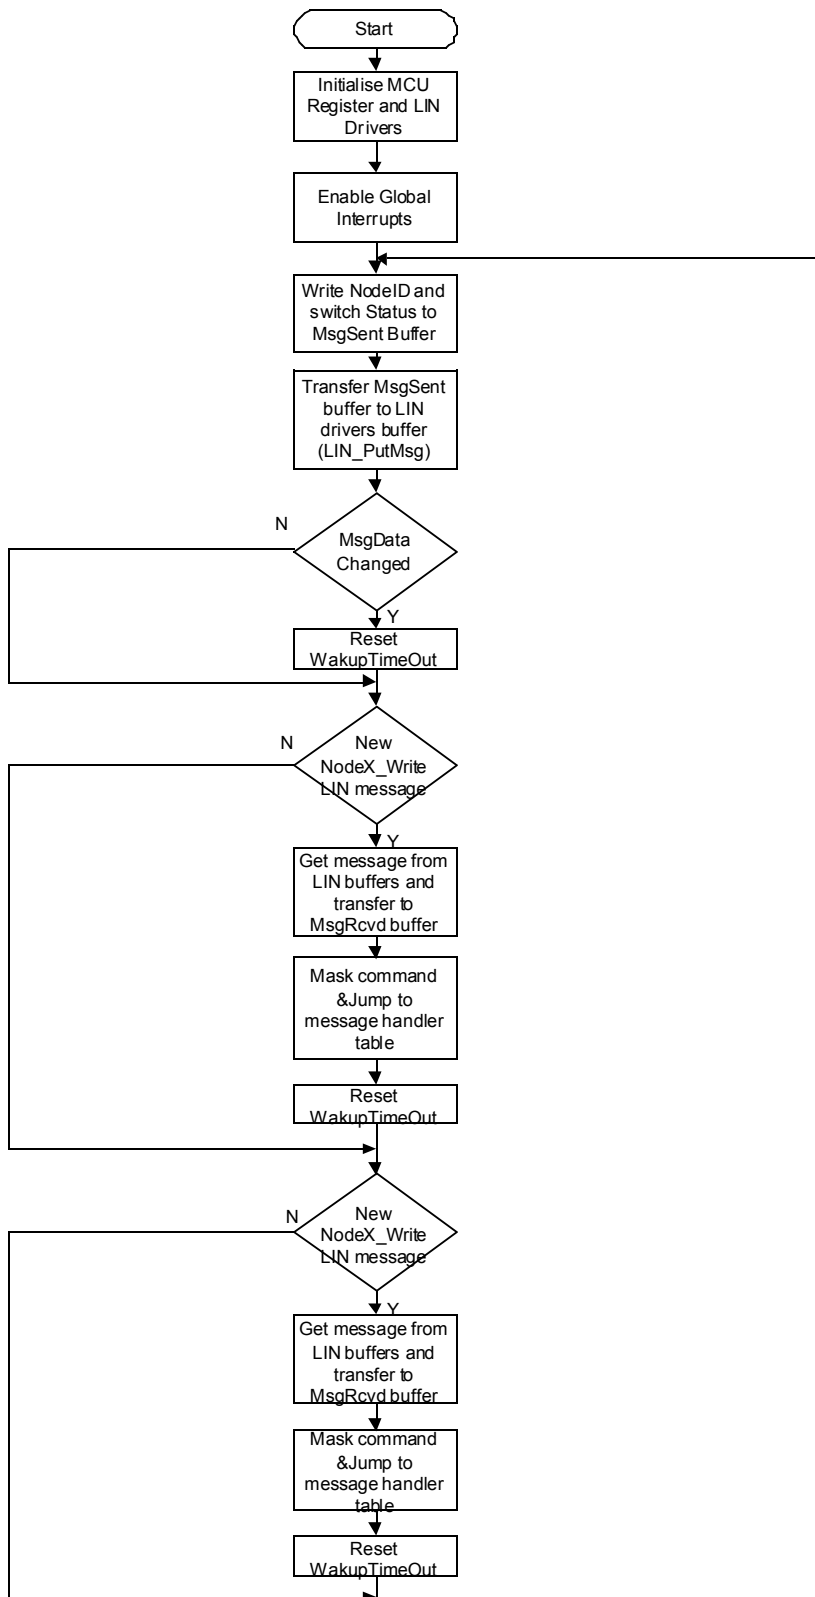 Start
Initialise MCU
Register and LIN
Drivers
Enable Global
Interrupts
Write NodeID and
switch Status to
MsgSent Buffer
Transfer MsgSent
buffer to LIN
drivers buffer
(LIN_PutMsg)
N
MsgData
Changed
Y
Reset
WakupTimeOut
N
New
NodeX_Write
LIN message
Y
Get message from
LIN buffers and
transfer to
MsgRcvd buffer
Mask command
&Jump to
message handler
table
Reset
WakupTimeOut
N
New
NodeX_Write
LIN message
Y
Get message from
LIN buffers and
transfer to
MsgRcvd buffer
Mask command
&Jump to
message handler
table
Reset
WakupTimeOut